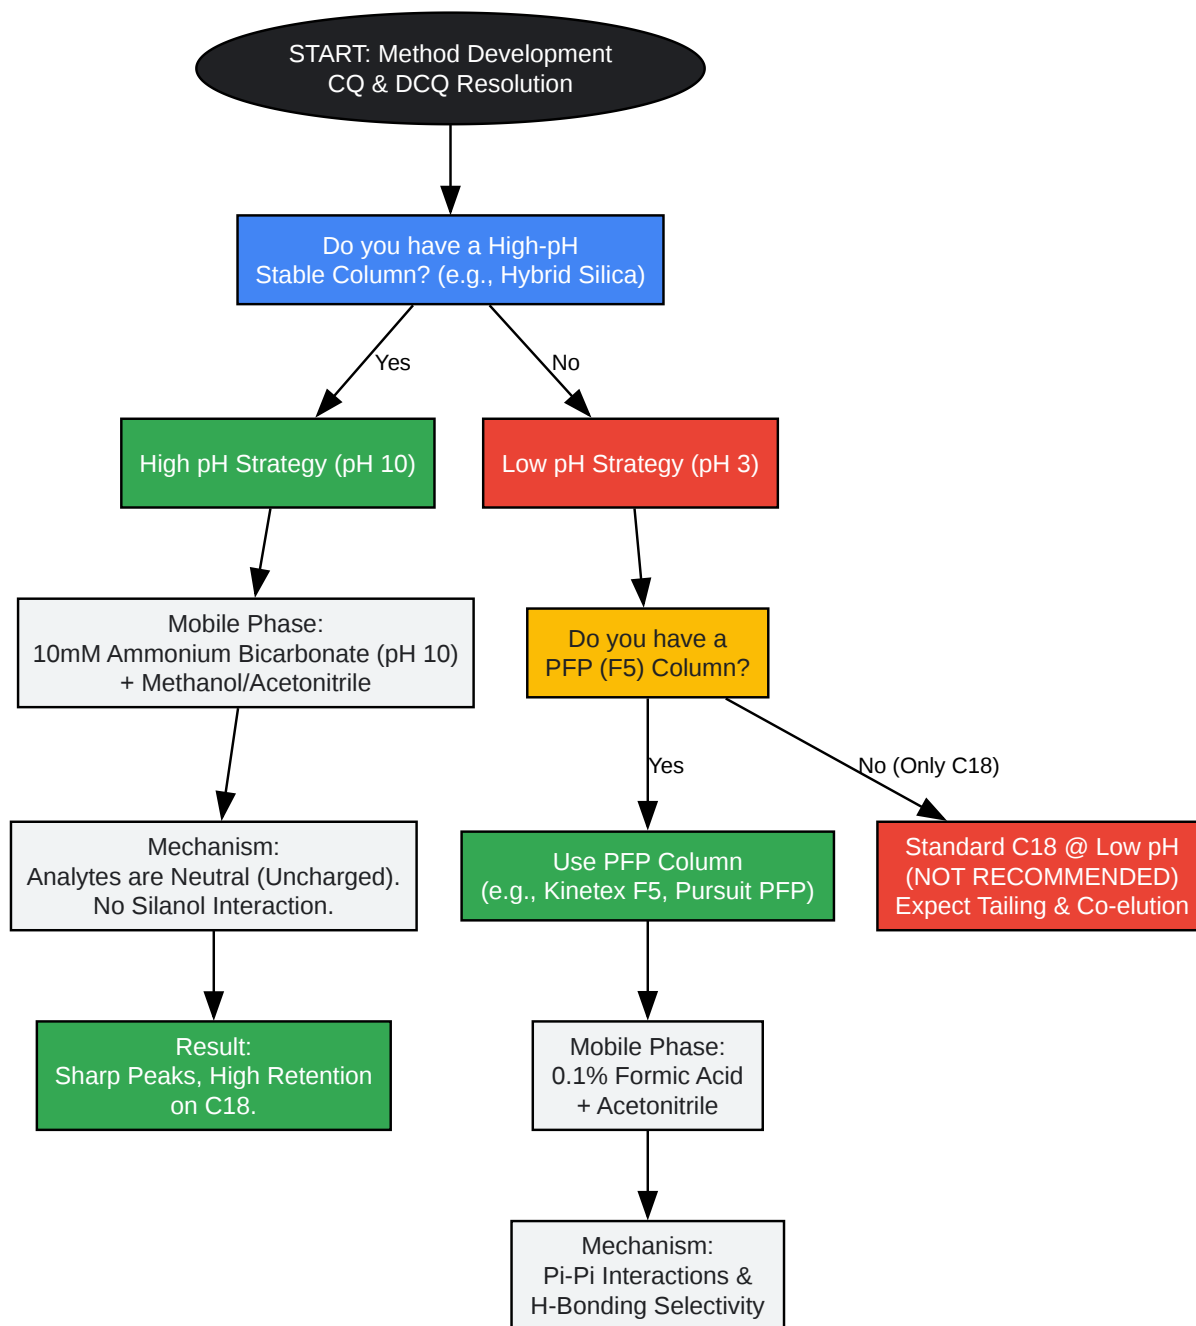 START: Method Development
CQ & DCQ Resolution
Do you have a High-pH
Stable Column? (e.g., Hybrid Silica)
Yes
No
High pH Strategy (pH 10)
Low pH Strategy (pH 3)
Mobile Phase:
10mM Ammonium Bicarbonate (pH 10)
+ Methanol/Acetonitrile
Do you have a
PFP (F5) Column?
Yes
No (Only C18)
Mechanism:
Analytes are Neutral (Uncharged).
No Silanol Interaction.
Use PFP Column
(e.g., Kinetex F5, Pursuit PFP)
Standard C18 @ Low pH
(NOT RECOMMENDED)
Expect Tailing & Co-elution
Result:
Sharp Peaks, High Retention
on C18.
Mobile Phase:
0.1% Formic Acid
+ Acetonitrile
Mechanism:
Pi-Pi Interactions &
H-Bonding Selectivity